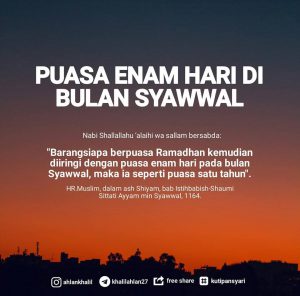 PUASA ENAM HARI DI
BULAN SYAWWAL
Nabi Shallallahu 'alaihi wa sallam bersabda:
"Barangsiapa berpuasa Ramadhan kemudian
diiringi dengan puasa enam hari pada bulan
Syawwal, maka ia seperti puasa satu tahun".
HR.Muslim, dalam ash Shiyam, bab Istihbabish-Shaumi
Sittati Ayyam min Syawwal, 1164.
ahlankhalil khalilahlan27 free share kutipansyari